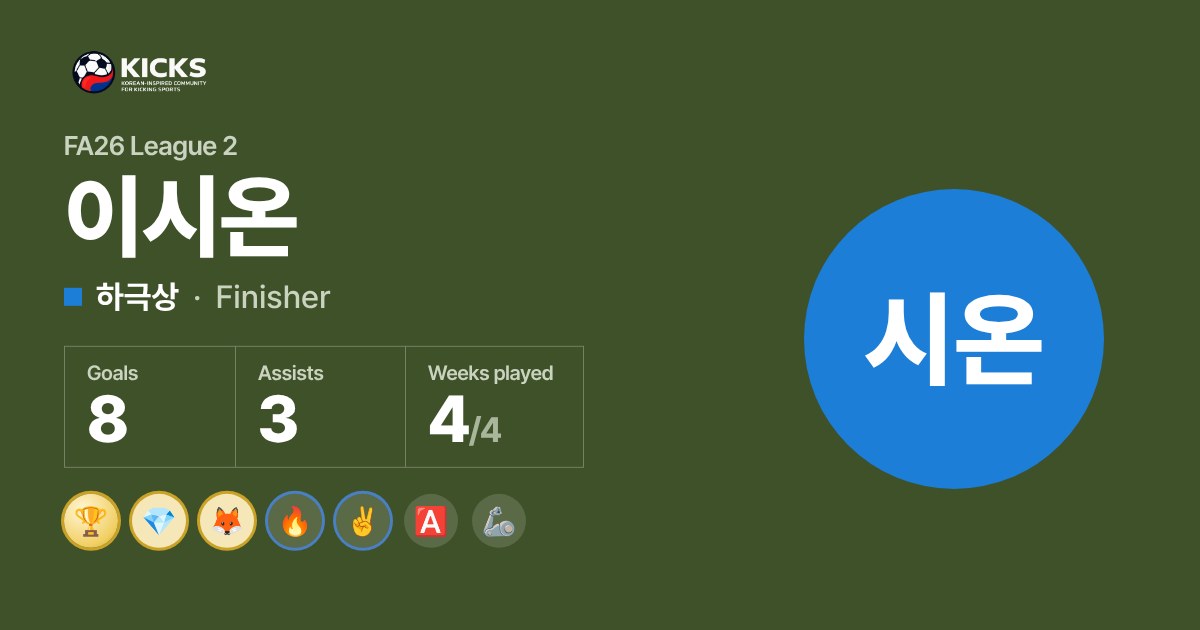 KICKS
KOREAN-INSPIRED COMMUNITY
FOR KICKING SPORTS
FA26 League 2
이시온
하극상 · Finisher
Goals
8
Assists
3
Weeks played
4/4
A
시온